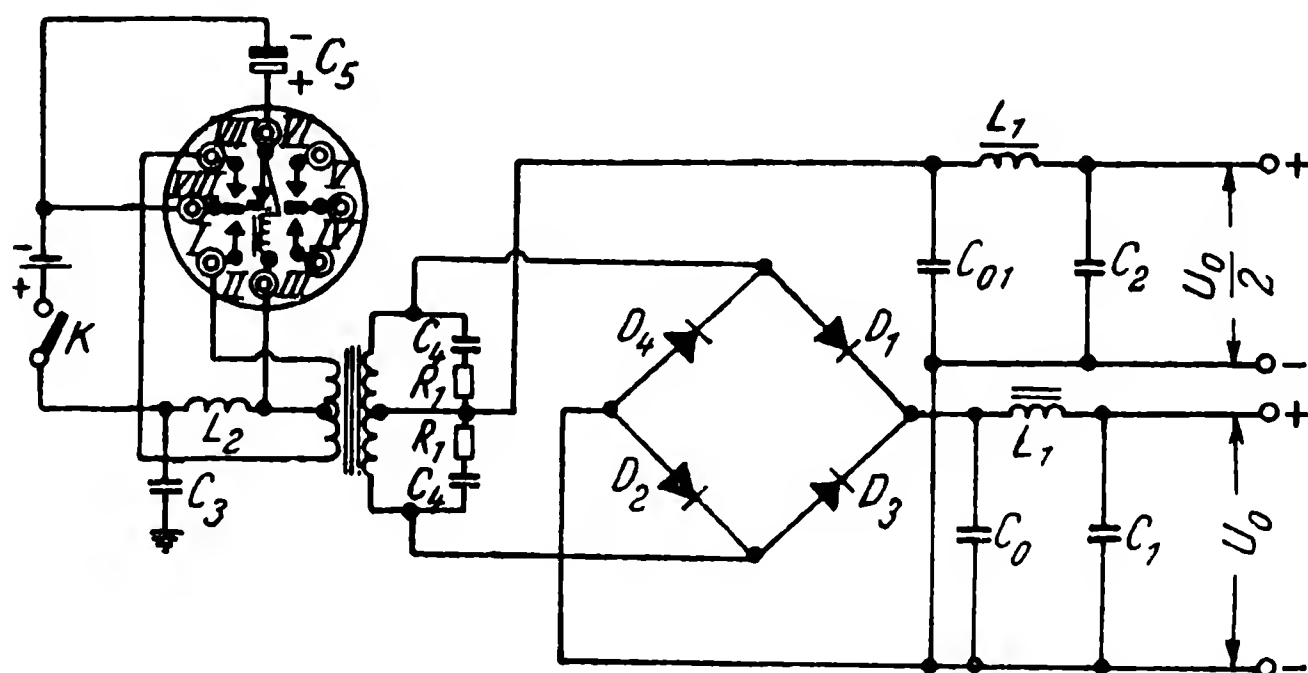 - C5
+
VII VI
VIII V
I IV
II III
-
+
K
L2
C3
C4
R1
R1
C4
D4
D1
D2
D3
L1
+
C01
C2
U0/2
-
L1
+
C0
C1
U0
-